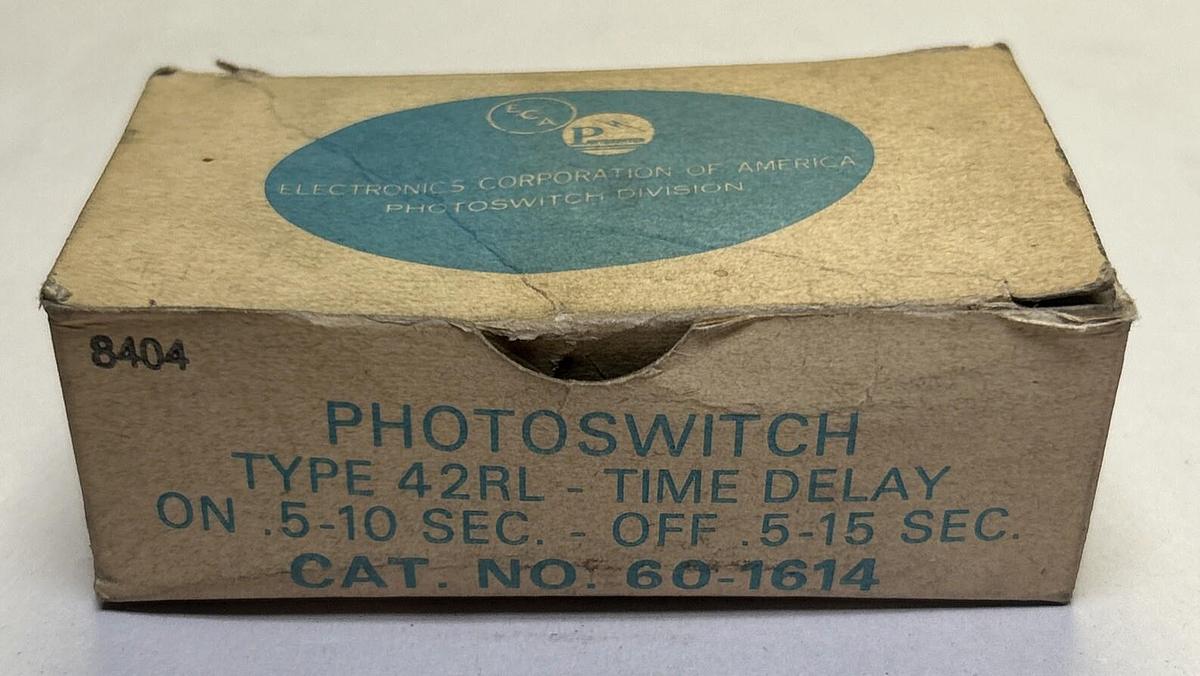 ECA
P
ELECTRONICS CORPORATION OF AMERICA
PHOTOSWITCH DIVISION
8404
PHOTOSWITCH
TYPE 42RL - TIME DELAY
ON .5-10 SEC. - OFF .5-15 SEC.
CAT. NO. 60-1614